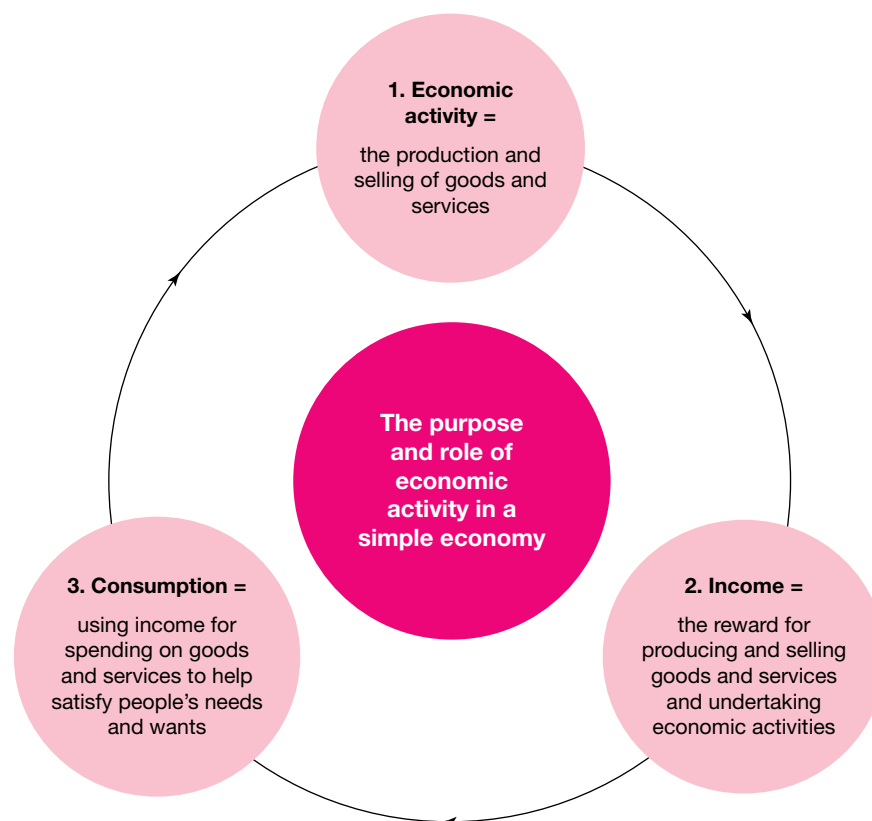 1. Economic
activity =
the production and
selling of goods and
services
The purpose
and role of
economic
activity in a
simple economy
3. Consumption =
using income for
spending on goods
and services to help
satisfy people's needs
and wants
2. Income =
the reward for
producing and selling
goods and services
and undertaking
economic activities